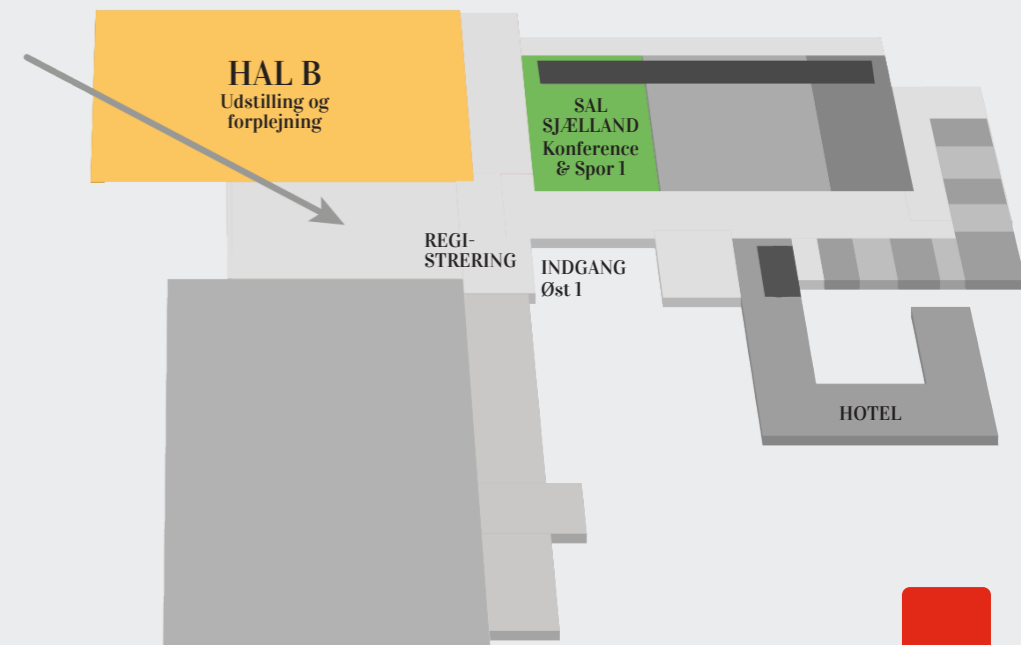 HAL B
Udstilling og
forplejning
SAL
SJÆLLAND
Konference
& Spor 1
REGI-
STRERING
INDGANG
Øst 1
HOTEL